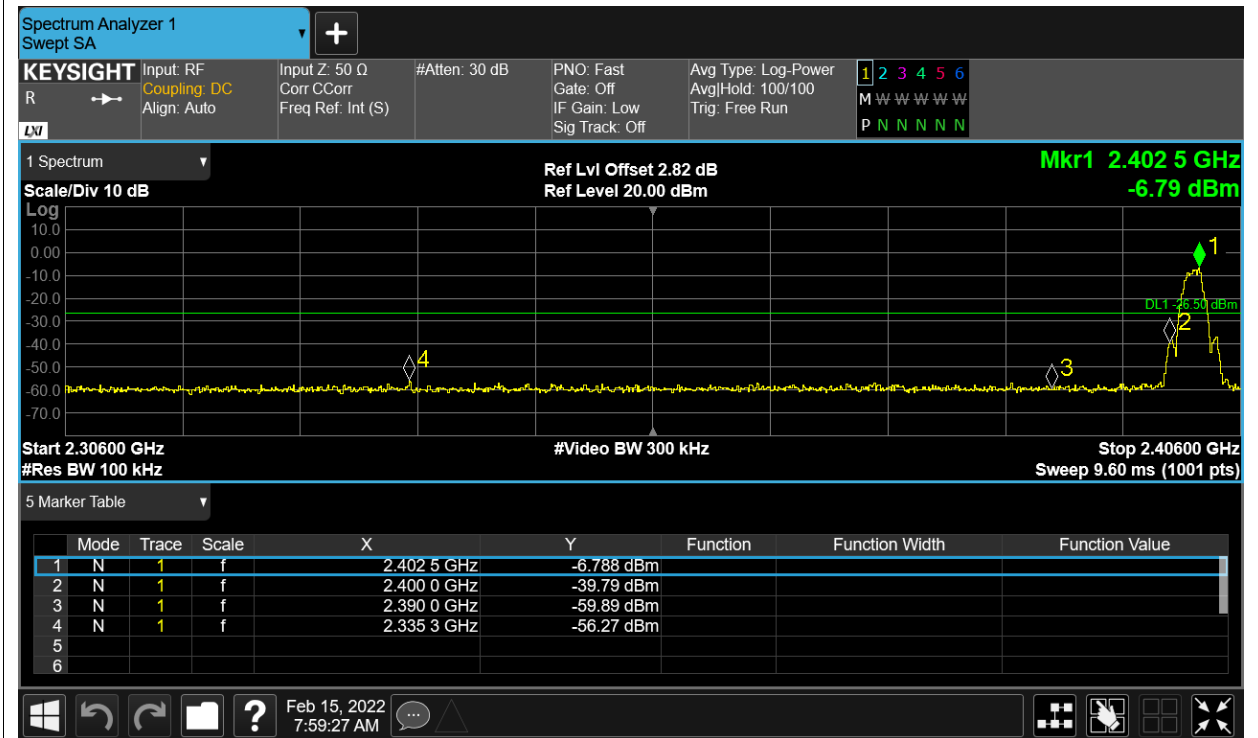 Spectrum Analyzer 1
Swept SA
+
KEYSIGHT Input: RF Input Z: 50 Ω #Atten: 30 dB PNO: Fast Avg Type: Log-Power 1 2 3 4 5 6
R Coupling: DC Corr CCorr Gate: Off Avg|Hold: 100/100 M W W W W W
Align: Auto Freq Ref: Int (S) IF Gain: Low Trig: Free Run
LXI Sig Track: Off P N N N N N
1 Spectrum Ref Lvl Offset 2.82 dB Mkr1 2.402 5 GHz
Scale/Div 10 dB Ref Level 20.00 dBm -6.79 dBm
Log
10.0
0.00 1
-10.0
-20.0 DL1 -26.50 dBm
-30.0 2
-40.0
-50.0 4 3
-60.0
-70.0
Start 2.30600 GHz #Video BW 300 kHz Stop 2.40600 GHz
#Res BW 100 kHz Sweep 9.60 ms (1001 pts)
5 Marker Table
Mode Trace Scale X Y Function Function Width Function Value
1 N 1 f 2.402 5 GHz -6.788 dBm
2 N 1 f 2.400 0 GHz -39.79 dBm
3 N 1 f 2.390 0 GHz -59.89 dBm
4 N 1 f 2.335 3 GHz -56.27 dBm
5
6
? Feb 15, 2022
7:59:27 AM